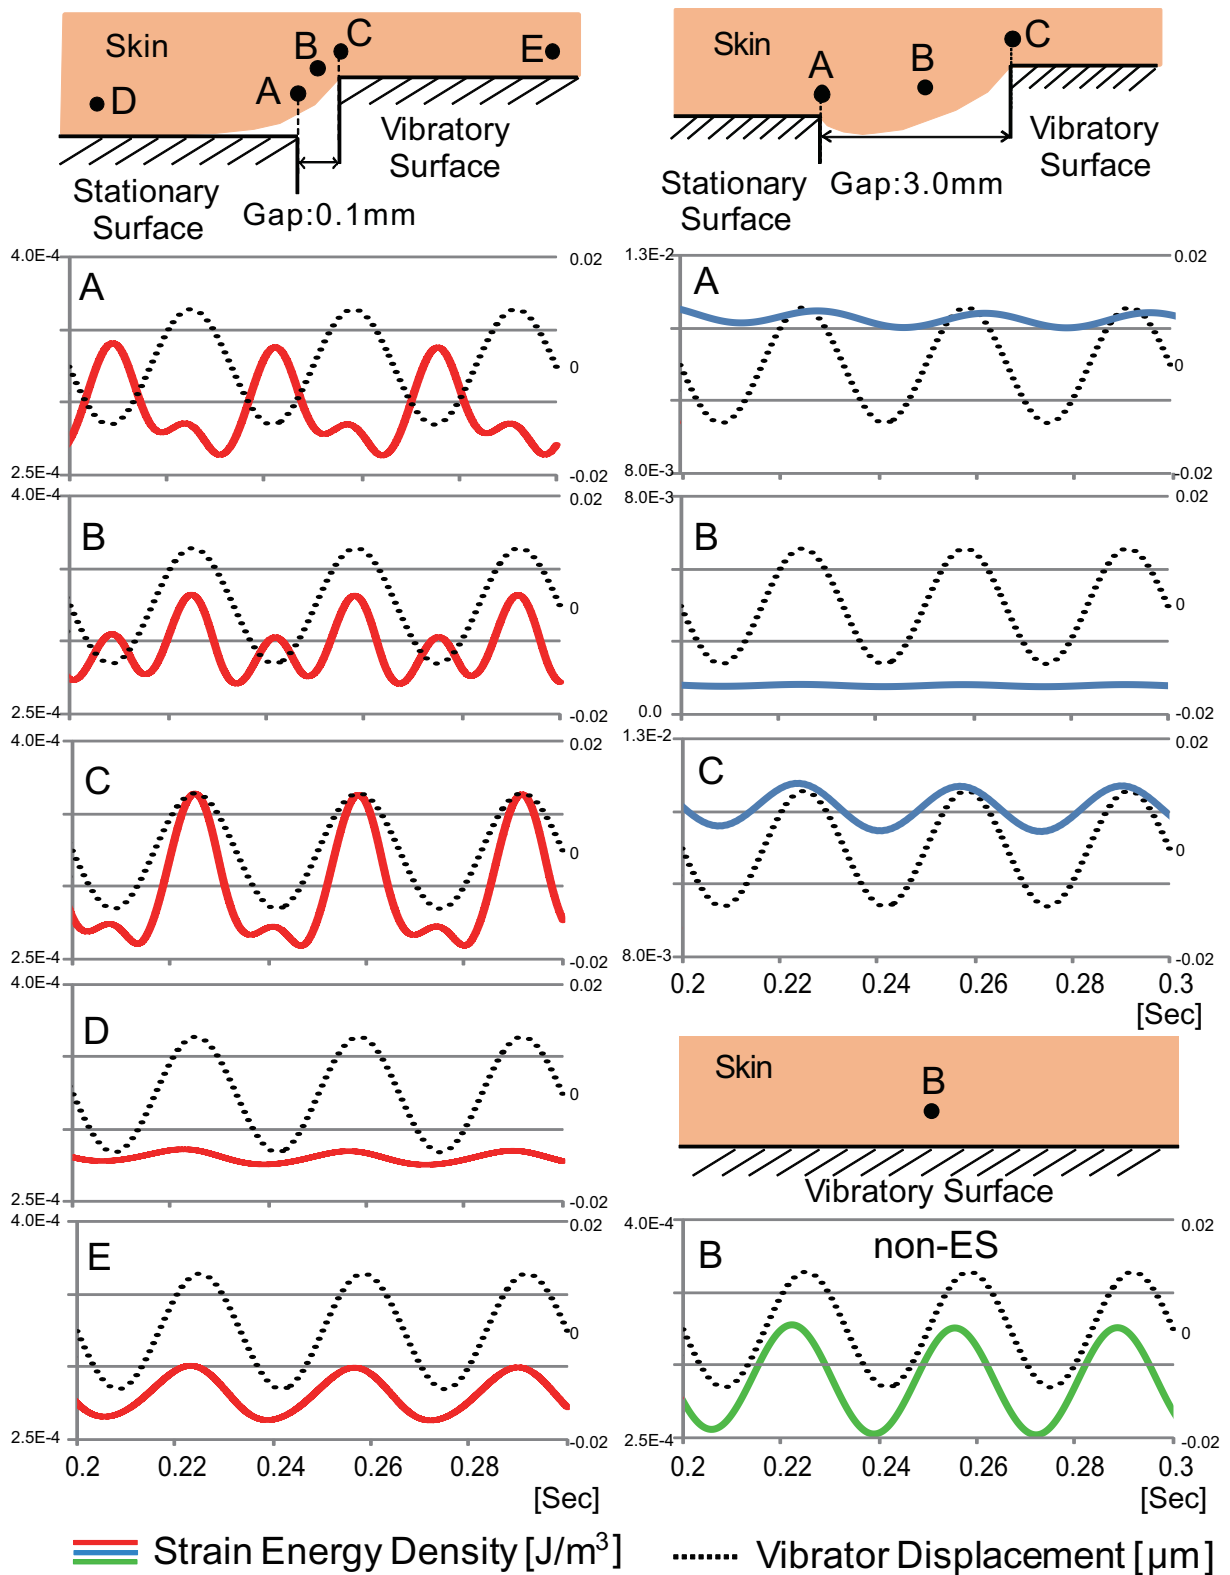 Skin
B
C
E
A
D
Vibratory
Surface
Stationary
Surface
Gap:0.1mm
4.0E-4
0.02
A
0
2.5E-4
-0.02
4.0E-4
0.02
B
0
2.5E-4
-0.02
4.0E-4
0.02
C
0
2.5E-4
-0.02
4.0E-4
0.02
D
0
2.5E-4
-0.02
4.0E-4
0.02
E
0
2.5E-4
-0.02
0.2 0.22 0.24 0.26 0.28
[Sec]
Skin
A
B
C
Vibratory
Surface
Stationary
Surface
Gap:3.0mm
1.3E-2
0.02
A
0
8.0E-3
-0.02
8.0E-3
0.02
B
0
0.0
-0.02
1.3E-2
0.02
C
0
8.0E-3
-0.02
0.2 0.22 0.24 0.26 0.28 0.3
[Sec]
Skin
B
Vibratory Surface
4.0E-4
0.02
B
non-ES
0
2.5E-4
-0.02
0.2 0.22 0.24 0.26 0.28 0.3
[Sec]
Strain Energy Density [J/m³]
Vibrator Displacement [µm]